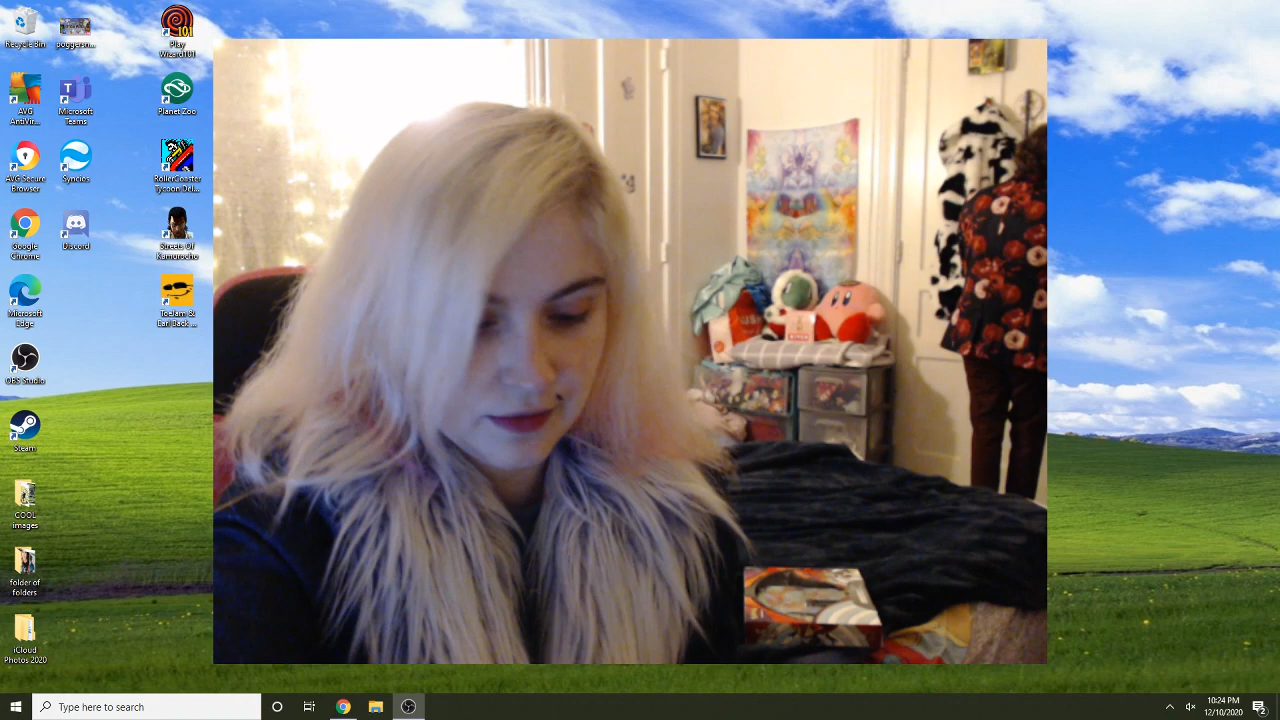 Recycle Bin
poggersn...
Play
Wizard101
101
AVG
AntiVir...
Microsoft
Teams
Planet Zoo
AVG Secure
Browser
Syncios
RollerCoaster
Tycoon Del...
Google
Chrome
Discord
Streets Of
Kamurocho
Microsoft
Edge
ToeJam &
Earl Back ...
OBS Studio
Steam
COOL
images
folder of
folders
iCloud
Photos 2020
Type here to search
10:24 PM
12/10/2020
2